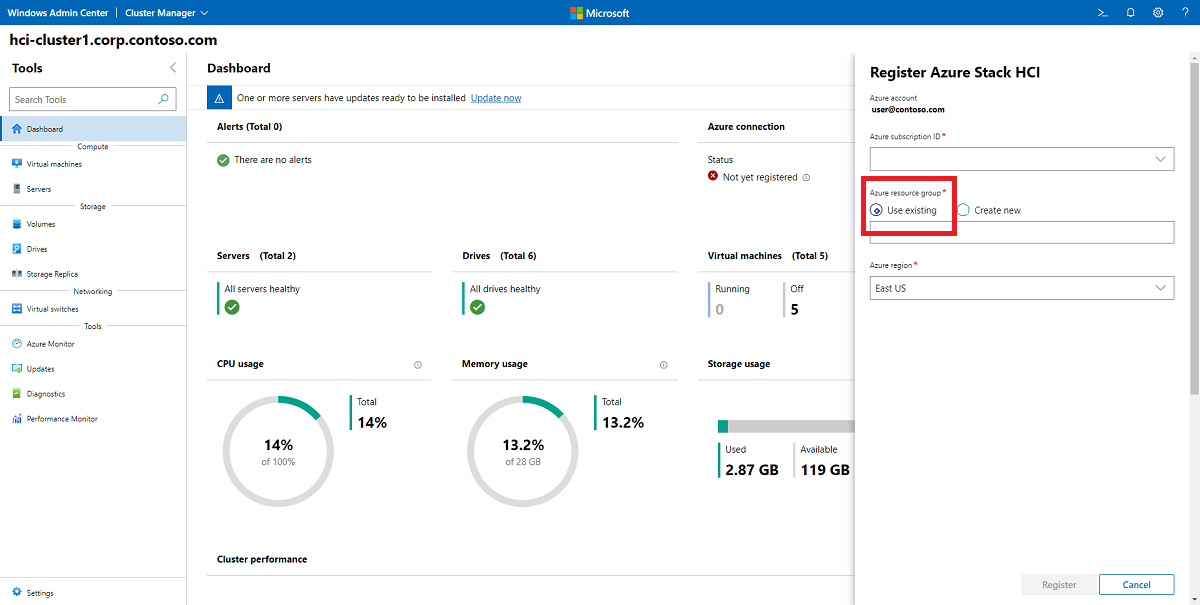 Windows Admin Center | Cluster Manager
Microsoft
hci-cluster1.corp.contoso.com
Tools
Search Tools
Dashboard
Compute
Virtual machines
Servers
Storage
Volumes
Drives
Storage Replica
Networking
Virtual switches
Tools
Azure Monitor
Updates
Diagnostics
Performance Monitor
Settings
Dashboard
One or more servers have updates ready to be installed Update now
Alerts (Total 0)
There are no alerts
Azure connection
Status
Not yet registered
Servers (Total 2)
All servers healthy
Drives (Total 6)
All drives healthy
Virtual machines (Total 5)
Running
0
Off
5
CPU usage
14%
of 100%
Total
14%
Memory usage
13.2%
of 28 GB
Total
13.2%
Storage usage
Used
2.87 GB
Available
119 GB
Cluster performance
Register Azure Stack HCI
Azure account
user@contoso.com
Azure subscription ID *
Azure resource group *
Use existing
Create new
Azure region *
East US
Register
Cancel